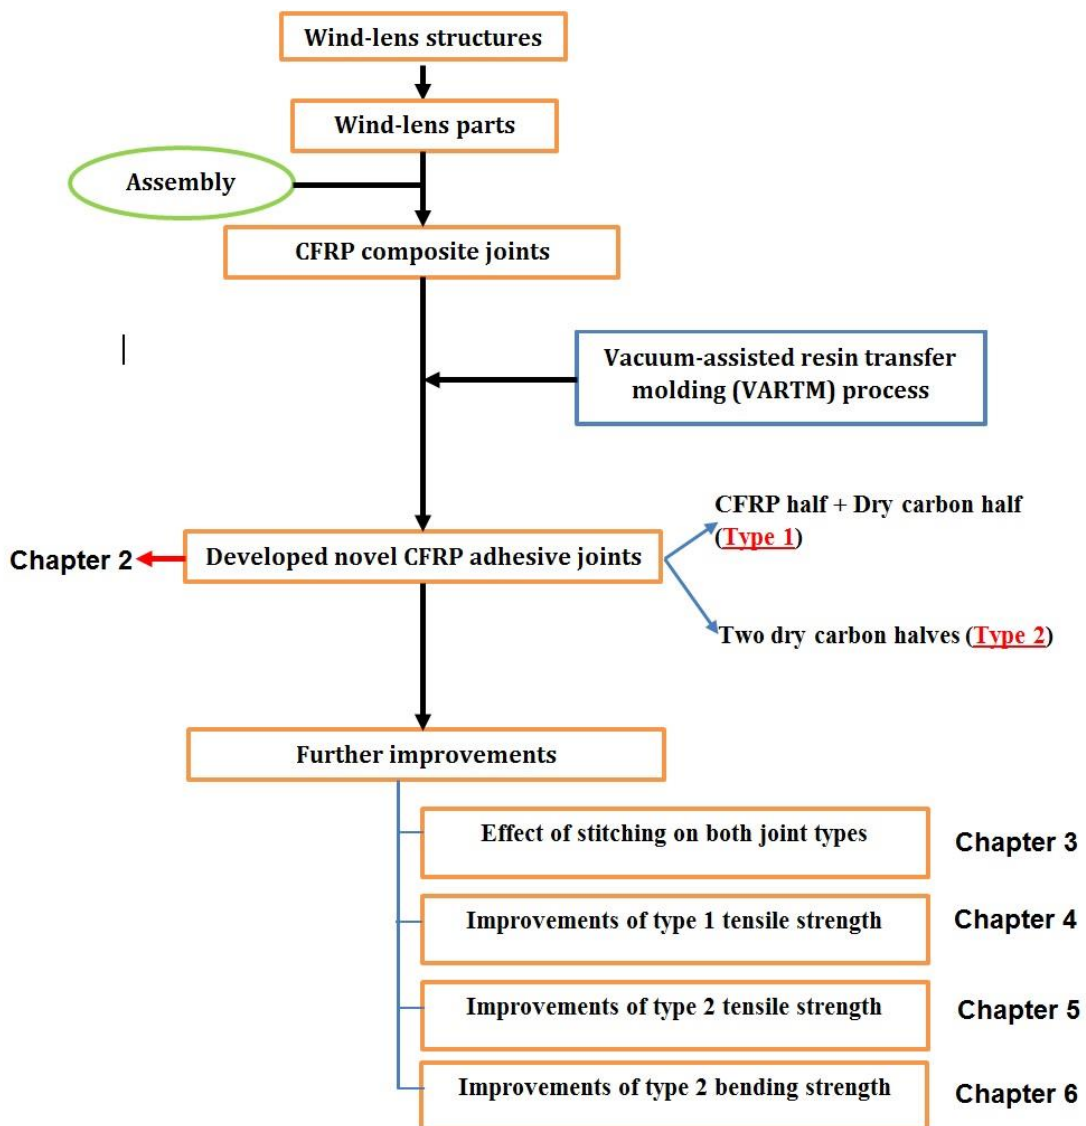 Wind-lens structures
Wind-lens parts
Assembly
CFRP composite joints
Vacuum-assisted resin transfer
molding (VARTM) process
CFRP half + Dry carbon half
(Type 1)
Chapter 2
Developed novel CFRP adhesive joints
Two dry carbon halves (Type 2)
Further improvements
Effect of stitching on both joint types
Chapter 3
Improvements of type 1 tensile strength
Chapter 4
Improvements of type 2 tensile strength
Chapter 5
Improvements of type 2 bending strength
Chapter 6